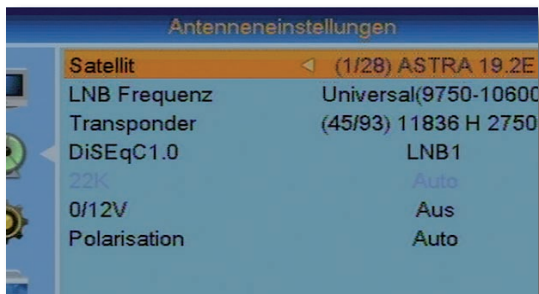 Antenneneinstellungen
Satellit (1/28) ASTRA 19.2E
LNB Frequenz Universal(9750-10600
Transponder (45/93) 11836 H 2750
DiSEqC1.0 LNB1
22K Auto
0/12V Aus
Polarisation Auto